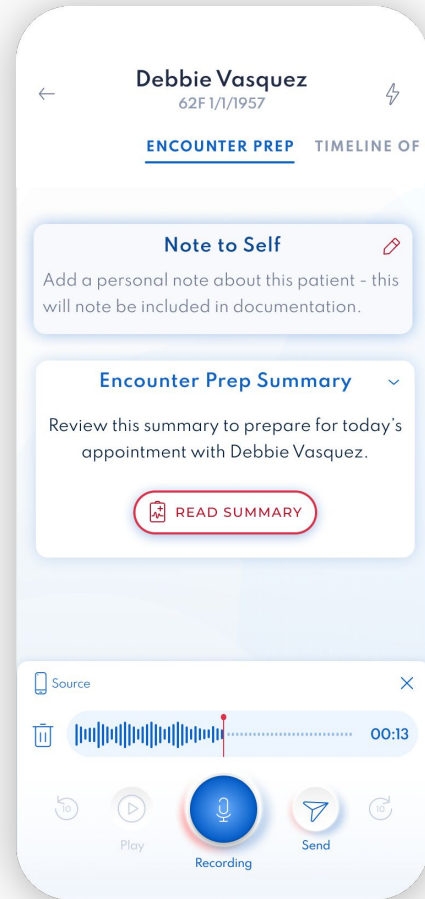 Debbie Vasquez
62F 1/1/1957
ENCOUNTER PREP TIMELINE OF
Note to Self
Add a personal note about this patient - this
will note be included in documentation.
Encounter Prep Summary
Review this summary to prepare for today's
appointment with Debbie Vasquez.
READ SUMMARY
Source
00:13
10
10
Play
Send
Recording